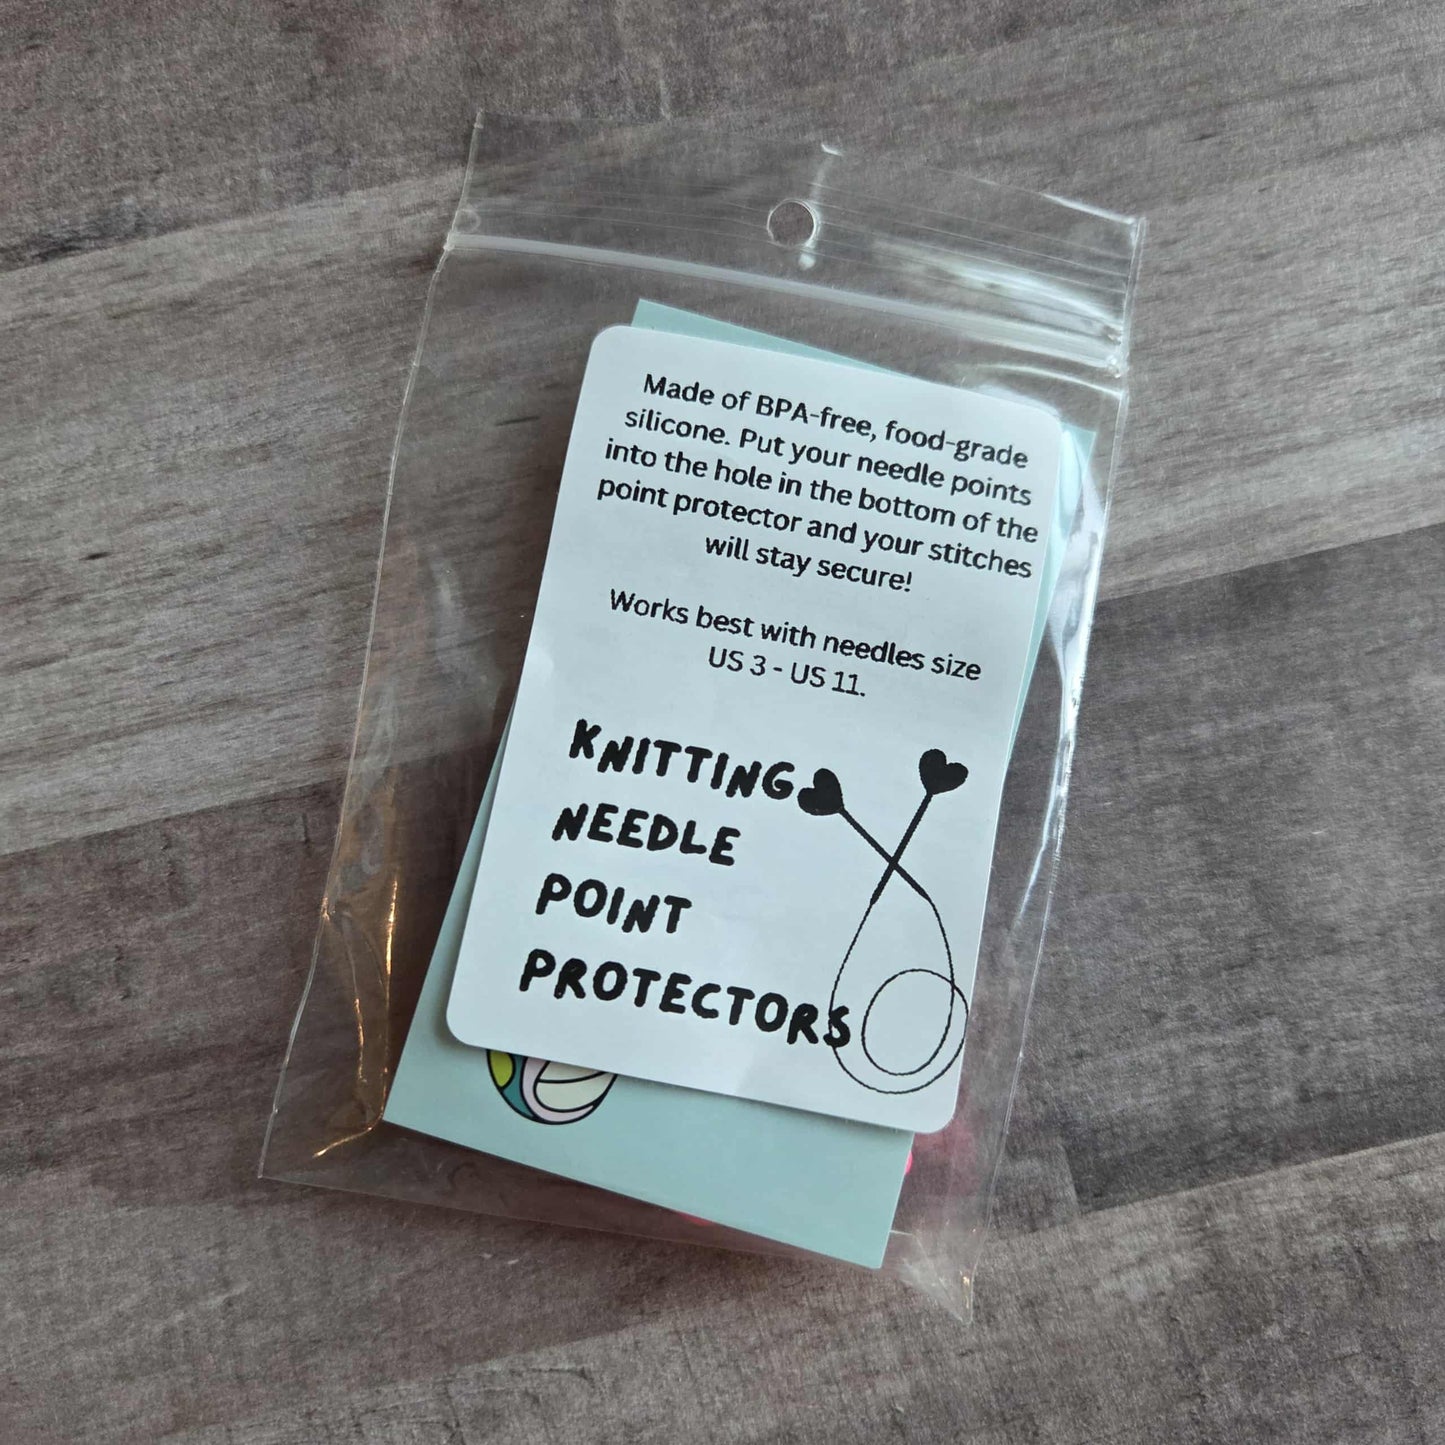 Made of BPA-free, food-grade
silicone. Put your needle points
into the hole in the bottom of the
point protector and your stitches
will stay secure!
Works best with needles size
US 3 - US 11.
KNITTING
NEEDLE
POINT
PROTECTORS